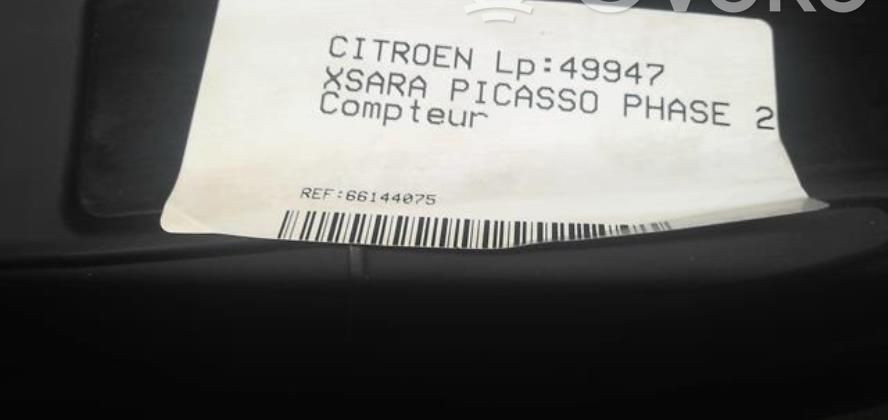 CITROEN Lp:49947
XSARA PICASSO PHASE 2
Compteur
REF:66144075